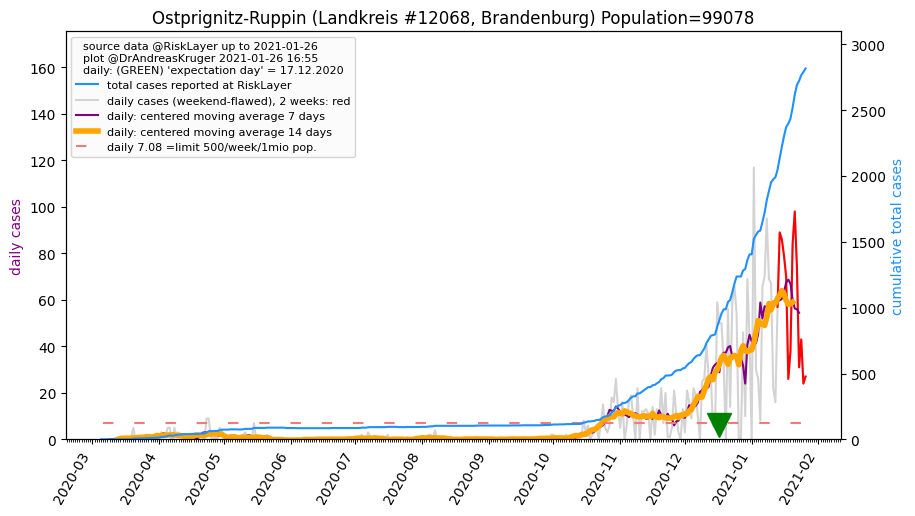 Ostprignitz-Ruppin (Landkreis #12068, Brandenburg) Population=99078
source data @RiskLayer up to 2021-01-26
plot @DrAndreasKruger 2021-01-26 16:55
daily: (GREEN) 'expectation day' = 17.12.2020
total cases reported at RiskLayer
daily cases (weekend-flawed), 2 weeks: red
daily: centered moving average 7 days
daily: centered moving average 14 days
daily 7.08 =limit 500/week/1mio pop.
daily cases
160
140
120
100
80
60
40
20
0
cumulative total cases
3000
2500
2000
1500
1000
500
0
2020-03
2020-04
2020-05
2020-06
2020-07
2020-08
2020-09
2020-10
2020-11
2020-12
2021-01
2021-02